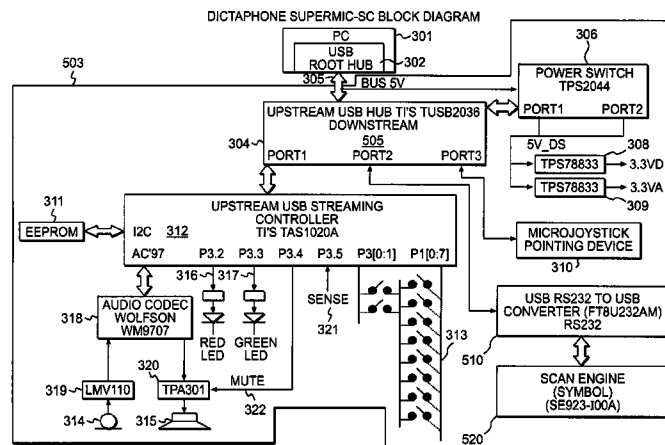 DICTAPHONE SUPERMIC-SC BLOCK DIAGRAM
PC
301
USB
ROOT HUB
302
503
305
BUS 5V
306
POWER SWITCH
TPS2044
PORT1 PORT2
304
UPSTREAM USB HUB TI'S TUSB2036
DOWNSTREAM
505
PORT1 PORT2 PORT3
5V_DS
308
TPS78833
3.3VD
TPS78833
3.3VA
309
311
EEPROM
UPSTREAM USB STREAMING
CONTROLLER
TI'S TAS1020A
I2C
312
AC'97 P3.2 P3.3 P3.4 P3.5 P3[0:1] P1[0:7]
MICROJOYSTICK
POINTING DEVICE
310
316
317
SENSE
321
313
318
AUDIO CODEC
WOLFSON
WM9707
RED
LED
GREEN
LED
USB RS232 TO USB
CONVERTER (FT8U232AM)
RS232
510
319
LMV110
320
TPA301
MUTE
322
314
315
SCAN ENGINE
(SYMBOL)
(SE923-I00A)
520